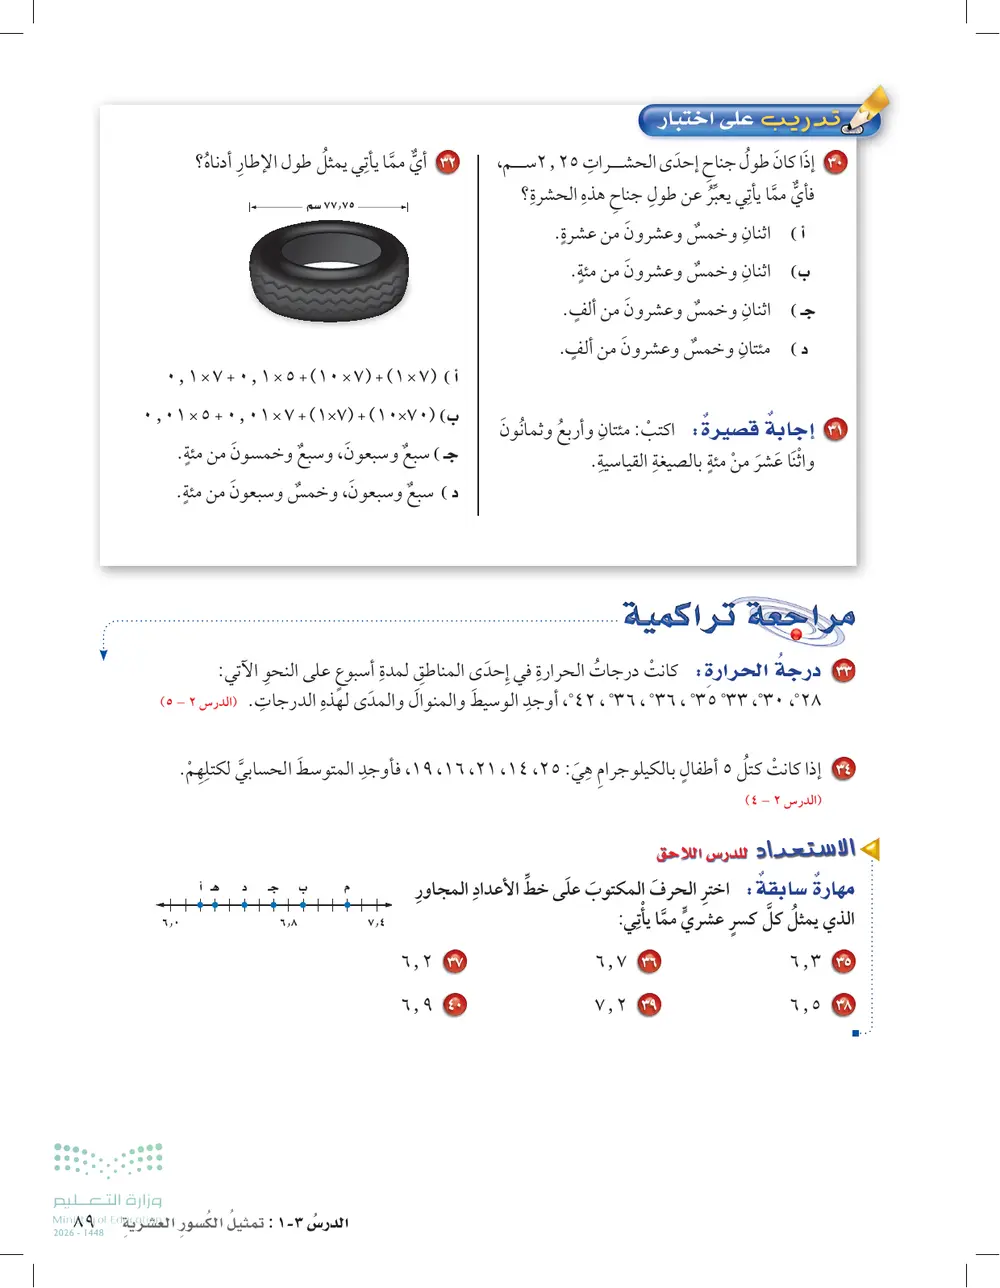 تدريب على اختبار
٣٠ إذَا كانَ طولُ جناحِ إحدَى الحشــراتِ ٢,٢٥ســم،
فأيٌّ ممَّا يأتِي يعبِّرُ عن طولِ جناحِ هذهِ الحشرةِ؟
أ ) اثنانِ وخمسٌ وعشرونَ من عشرةٍ.
ب) اثنانِ وخمسٌ وعشرونَ من مئةٍ.
جـ ) اثنانِ وخمسٌ وعشرونَ من ألفٍ.
د ) مئتانِ وخمسٌ وعشرونَ من ألفٍ.
٣١ إجابةٌ قصيرةٌ: اكتبْ: مئتانِ وأربعٌ وثمانُونَ
واثْنَا عَشرَ منْ مئةٍ بالصيغةِ القياسيةِ.
٣٢ أيٌّ ممَّا يأتِي يمثلُ طول الإطارِ أدناهُ؟
٧٧,٧٥ سم
أ ) (٧×١)+(٧×١٠)+٥×٠,١+٧×٠,١
ب) (٧٠×١٠)+(٧×١)+٧×٠,٠١+٥×٠,٠١
جـ ) سبعٌ وسبعونَ، وسبعٌ وخمسونَ من مئةٍ.
د ) سبعٌ وسبعونَ، وخمسٌ وسبعونَ من مئةٍ.
مراجعة تراكمية
٣٣ درجةُ الحرارةِ: كانتْ درجاتُ الحرارةِ في إحدَى المناطقِ لمدةِ أسبوعٍ على النحوِ الآتي:
٢٨°، ٣٠°، ٣٣° ٣٥°، ٣٦°، ٣٦°، ٤٢°، أوجدِ الوسيطَ والمنوالَ والمدَى لهذهِ الدرجاتِ. (الدرس ٢ – ٥)
٣٤ إذا كانتْ كتلُ ٥ أطفالٍ بالكيلوجرامِ هيَ: ٢٥، ١٤، ٢١، ١٦، ١٩، فأوجدِ المتوسطَ الحسابيَّ لكتلِهِمْ.
(الدرس ٢ – ٤)
الاستعداد للدرس اللاحق
مهارةٌ سابقةٌ: اخترِ الحرفَ المكتوبَ علَى خطِّ الأعدادِ المجاورِ
الذي يمثلُ كلَّ كسرٍ عشريٍّ ممَّا يأْتِي:
أ هـ د جـ ب م
٦,٠ ٦,٨ ٧,٤
٣٥ ٦,٣ ٣٦ ٦,٧ ٣٧ ٦,٢
٣٨ ٦,٥ ٣٩ ٧,٢ ٤٠ ٦,٩
وزارة التعـليم
Ministry of Education
2026 - 1448
الدرسُ ٣-١ : تمثيلُ الكُسورِ العشريةِ ٨٩